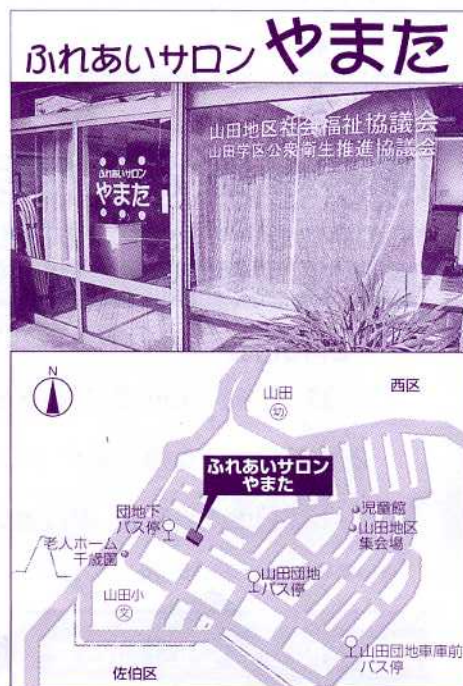 ふれあいサロン やまた
山田地区社会福祉協議会
山田学区公衆衛生推進協議会
ふれあいサロン
やまた
N
西区
山田
幼
ふれあいサロン
やまた
団地下
バス停
児童館
山田地区
集会場
老人ホーム
千歳園
山田団地
バス停
山田小
文
山田団地車庫前
バス停
佐伯区